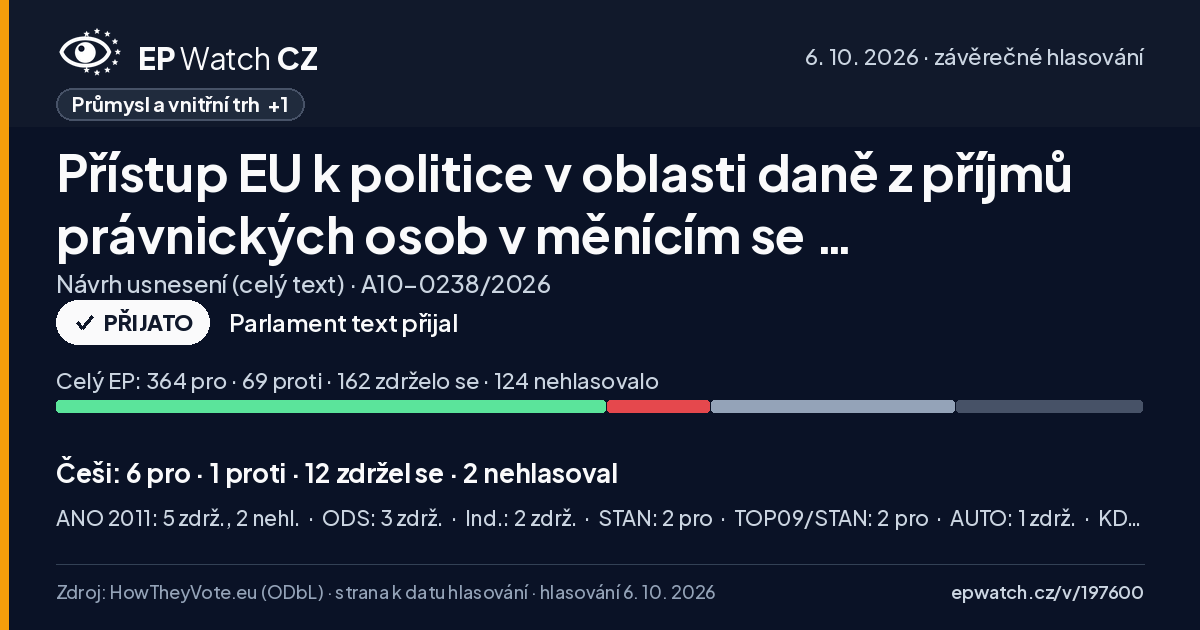 EP Watch CZ
6. 10. 2026 · závěrečné hlasování
Průmysl a vnitřní trh +1
Přístup EU k politice v oblasti daně z příjmů
právnických osob v měnícím se …
Návrh usnesení (celý text) · A10–0238/2026
✓ PŘIJATO Parlament text přijal
Celý EP: 364 pro · 69 proti · 162 zdrželo se · 124 nehlasovalo
Češi: 6 pro · 1 proti · 12 zdržel se · 2 nehlasoval
ANO 2011: 5 zdrž., 2 nehl. · ODS: 3 zdrž. · Ind.: 2 zdrž. · STAN: 2 pro · TOP09/STAN: 2 pro · AUTO: 1 zdrž. · KD…
Zdroj: HowTheyVote.eu (ODbL) · strana k datu hlasování · hlasování 6. 10. 2026
epwatch.cz/v/197600